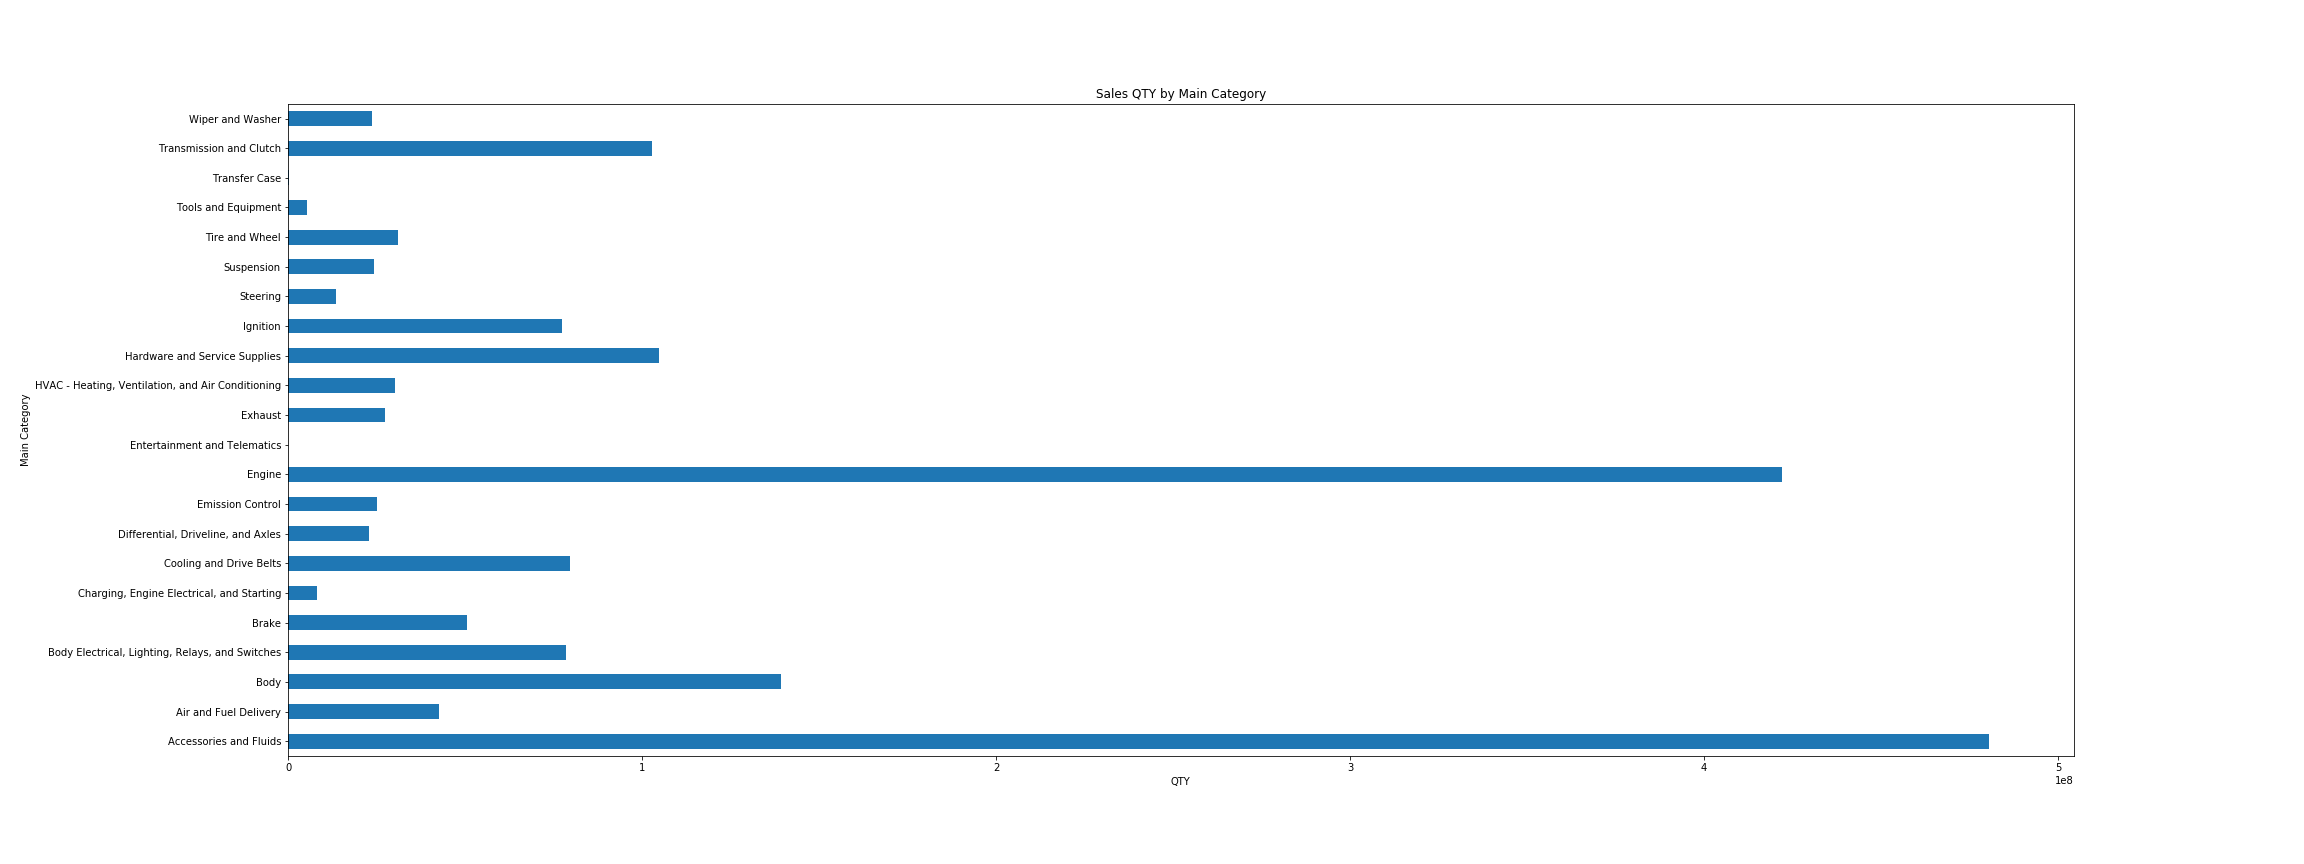 Sales QTY by Main Category
Wiper and Washer
Transmission and Clutch
Transfer Case
Tools and Equipment
Tire and Wheel
Suspension
Steering
Ignition
Hardware and Service Supplies
HVAC - Heating, Ventilation, and Air Conditioning
Exhaust
Entertainment and Telematics
Engine
Emission Control
Differential, Driveline, and Axles
Cooling and Drive Belts
Charging, Engine Electrical, and Starting
Brake
Body Electrical, Lighting, Relays, and Switches
Body
Air and Fuel Delivery
Accessories and Fluids
Main Category
0 1 2 3 4 5
1e8
QTY